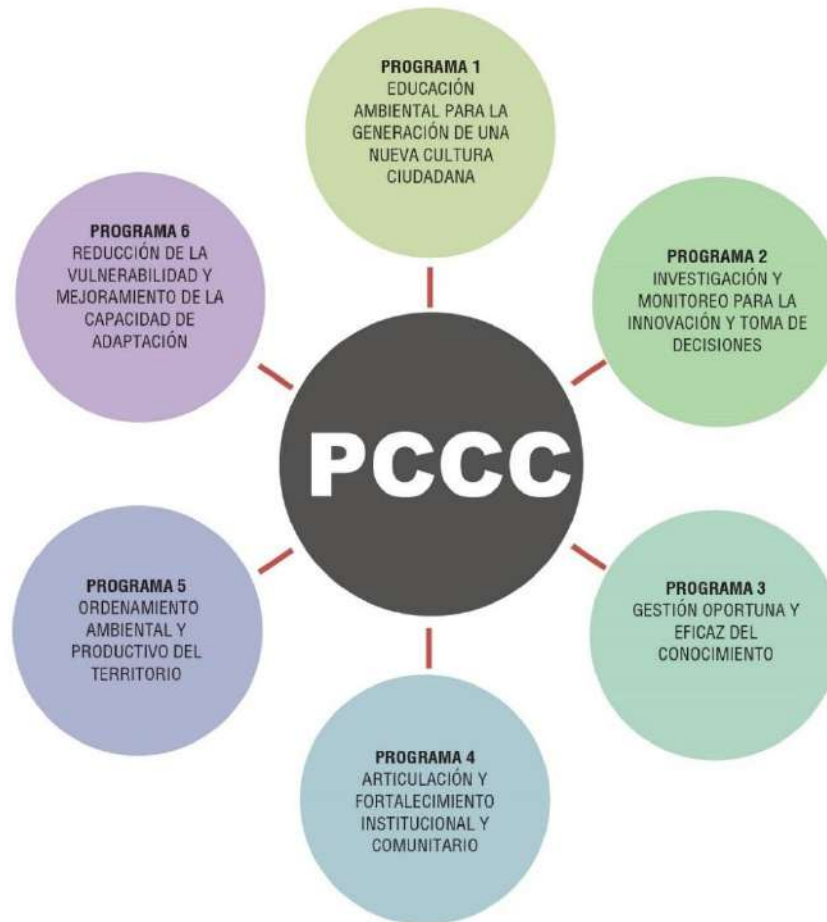 PROGRAMA 1
EDUCACIÓN
AMBIENTAL PARA LA
GENERACIÓN DE UNA
NUEVA CULTURA
CIUDADANA
PROGRAMA 2
INVESTIGACIÓN Y
MONITOREO PARA LA
INNOVACIÓN Y TOMA DE
DECISIONES
PROGRAMA 3
GESTIÓN OPORTUNA Y
EFICAZ DEL
CONOCIMIENTO
PROGRAMA 4
ARTICULACIÓN Y
FORTALECIMIENTO
INSTITUCIONAL Y
COMUNITARIO
PROGRAMA 5
ORDENAMIENTO
AMBIENTAL Y
PRODUCTIVO DEL
TERRITORIO
PROGRAMA 6
REDUCCIÓN DE LA
VULNERABILIDAD Y
MEJORAMIENTO DE LA
CAPACIDAD DE
ADAPTACIÓN
PCCC